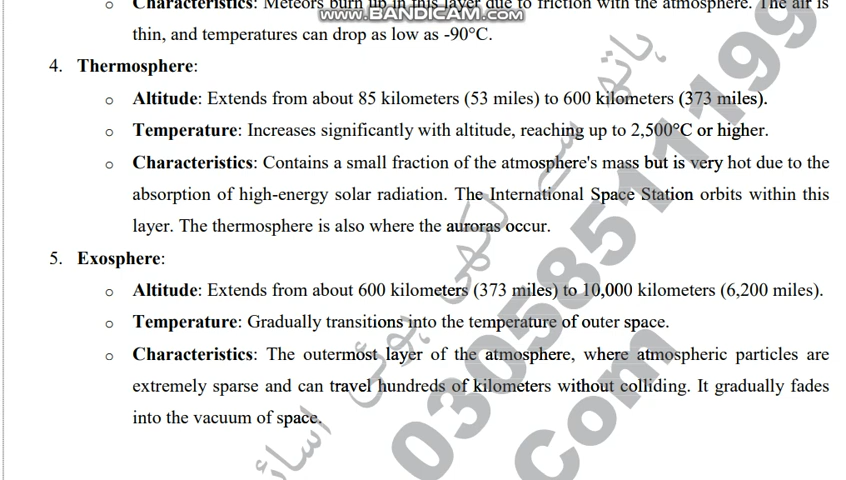 o Characteristics: Meteors burn up in this layer due to friction with the atmosphere. The air is
www.BANDICAM.com
thin, and temperatures can drop as low as -90°C.
4. Thermosphere:
o Altitude: Extends from about 85 kilometers (53 miles) to 600 kilometers (373 miles).
o Temperature: Increases significantly with altitude, reaching up to 2,500°C or higher.
o Characteristics: Contains a small fraction of the atmosphere's mass but is very hot due to the
absorption of high-energy solar radiation. The International Space Station orbits within this
layer. The thermosphere is also where the auroras occur.
5. Exosphere:
o Altitude: Extends from about 600 kilometers (373 miles) to 10,000 kilometers (6,200 miles).
o Temperature: Gradually transitions into the temperature of outer space.
o Characteristics: The outermost layer of the atmosphere, where atmospheric particles are
extremely sparse and can travel hundreds of kilometers without colliding. It gradually fades
into the vacuum of space.
ہاتھ سے لکھی ہوئی
03058511199
Com